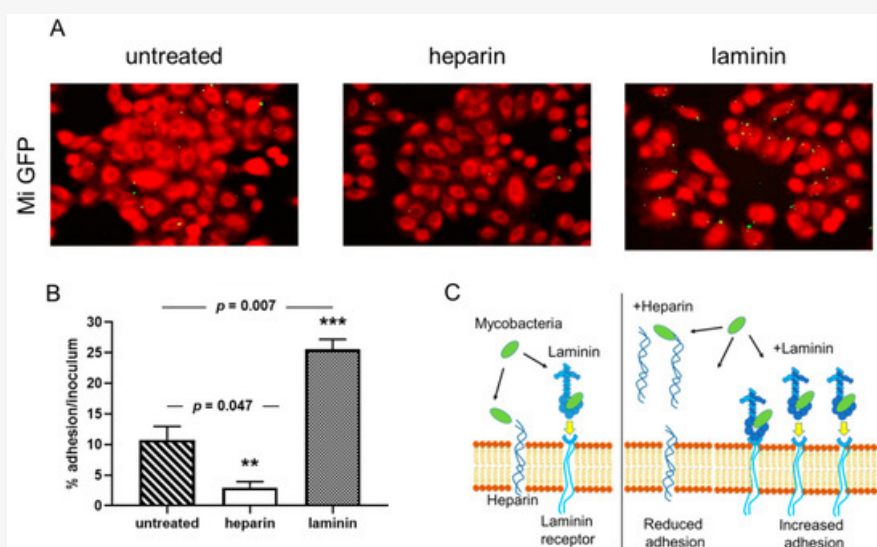 A
untreated
heparin
laminin
Mi GFP
B
% adhesion/inoculum
30
25
20
15
10
5
0
p = 0.007
***
p = 0.047
**
untreated
heparin
laminin
C
Mycobacteria
Laminin
Heparin
Laminin
receptor
+Heparin
+Laminin
Reduced
adhesion
Increased
adhesion